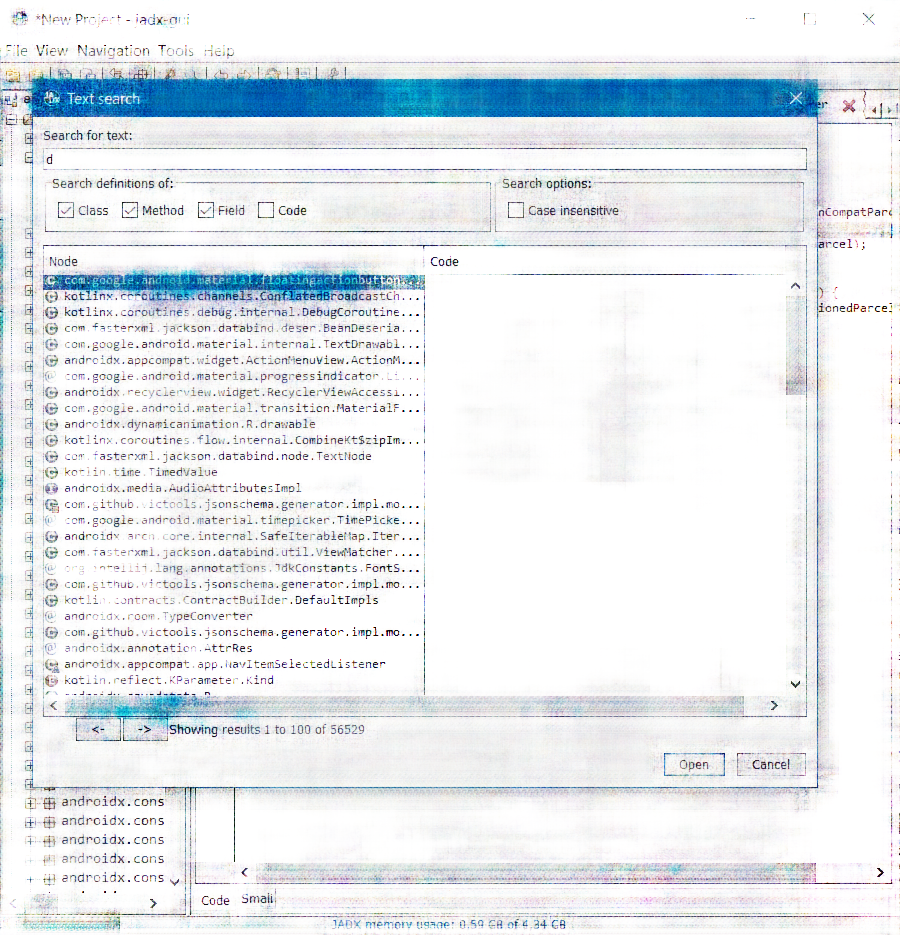 *New Project - jadx-gui
File View Navigation Tools Help
Text search
Search for text:
d
Search definitions of:
Search options:
Class Method Field Code
Case insensitive
nCompatParc
arcel);
) {
ionedParcel
Node
Code
com.google.android.material.floatingactionbutton...
kotlinx.coroutines.channels.ConflatedBroadcastCh...
kotlinx.coroutines.debug.internal.DebugCoroutine...
com.fasterxml.jackson.databind.deser.BeanDeseria...
com.google.android.material.internal.TextDrawabl...
androidx.appcompat.widget.ActionMenuView.ActionM...
com.google.android.material.progressindicator.Li...
androidx.recyclerview.widget.RecyclerViewAccessi...
com.google.android.material.transition.MaterialF...
androidx.dynamicanimation.R.drawable
kotlinx.coroutines.flow.internal.CombineKt$zipIm...
com.fasterxml.jackson.databind.node.TextNode
kotlin.time.TimedValue
androidx.media.AudioAttributesImpl
com.github.victools.jsonschema.generator.impl.mo...
com.google.android.material.timepicker.TimePicke...
androidx.arch.core.internal.SafeIterableMap.Iter...
com.fasterxml.jackson.databind.util.ViewMatcher....
org.intellij.lang.annotations.JdkConstants.FontS...
com.github.victools.jsonschema.generator.impl.mo...
kotlin.contracts.ContractBuilder.DefaultImpls
androidx.room.TypeConverter
com.github.victools.jsonschema.generator.impl.mo...
androidx.annotation.AttrRes
androidx.appcompat.app.NavItemSelectedListener
kotlin.reflect.KParameter.Kind
<- -> Showing results 1 to 100 of 56529
Open Cancel
androidx.cons
androidx.cons
androidx.cons
androidx.cons
androidx.cons
Code Smali
JADX memory usage: 0.59 GB of 4.34 GB